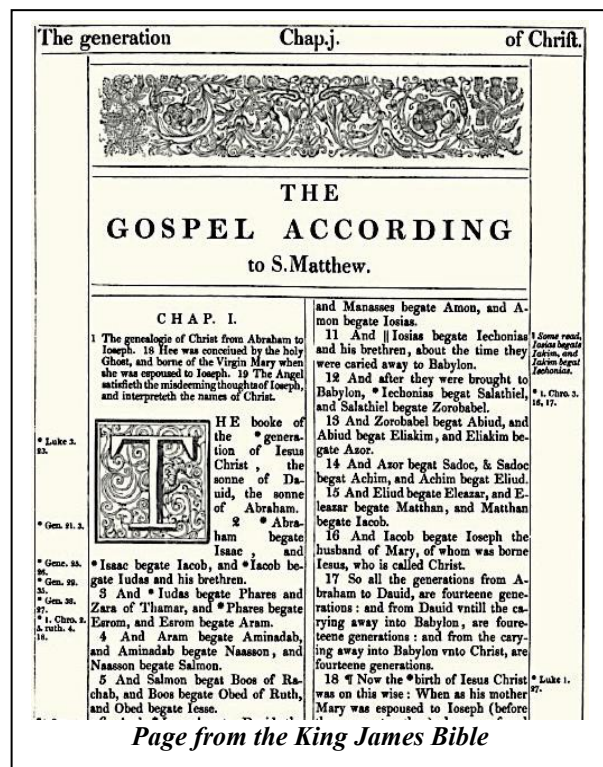 The generation Chap.j. of Chriſt.
THE
GOSPEL ACCORDING
to S.Matthew.
CHAP. I.
1 The genealogie of Christ from Abraham to
Ioseph. 18 Hee was conceiued by the holy
Ghost, and borne of the Virgin Mary when
she was espoused to Ioseph. 19 The Angel
satisfieth the misdeeming thoughts of Ioseph,
and interpreteth the names of Christ.
* Luke 3.
23.
* Gen. 21. 3.
* Gene. 25.
26.
* Gen. 29.
35.
* Gen. 38.
27.
* 1. Chro. 2.
5. ruth. 4.
18.
THE booke of
the *genera-
tion of Iesus
Christ , the
sonne of Da-
uid, the sonne
of Abraham.
2 *Abra-
ham begate
Isaac , and
*Isaac begate Iacob, and *Iacob be-
gate Iudas and his brethren.
3 And *Iudas begate Phares and
Zara of Thamar, and *Phares begate
Esrom, and Esrom begate Aram.
4 And Aram begate Aminadab,
and Aminadab begate Naasson, and
Naasson begate Salmon.
5 And Salmon begat Boos of Ra-
chab, and Boos begate Obed of Ruth,
and Obed begate Iesse.
and Manasses begate Amon, and A-
mon begate Iosias.
11 And || Iosias begate Iechonias
and his brethren, about the time they
were caried away to Babylon.
12 And after they were brought to
Babylon, *Iechonias begat Salathiel,
and Salathiel begate Zorobabel.
13 And Zorobabel begat Abiud, and
Abiud begat Eliakim, and Eliakim be-
gate Azor.
14 And Azor begat Sadoc, & Sadoc
begat Achim, and Achim begat Eliud.
15 And Eliud begate Eleazar, and E-
leazar begate Matthan, and Matthan
begate Iacob.
16 And Iacob begate Ioseph the
husband of Mary, of whom was borne
Iesus, who is called Christ.
17 So all the generations from A-
braham to Dauid, are fourteene gene-
rations : and from Dauid vntill the ca-
rying away into Babylon, are foure-
teene generations : and from the cary-
ing away into Babylon vnto Christ, are
fourteene generations.
18 ¶ Now the *birth of Iesus Christ
was on this wise : When as his mother
Mary was espoused to Ioseph (before
|| Some read,
Iosias begate
Iakim, and
Iakim begat
Iechonias.
* 1. Chro. 3.
16, 17.
* Luke 1.
27.
Page from the King James Bible